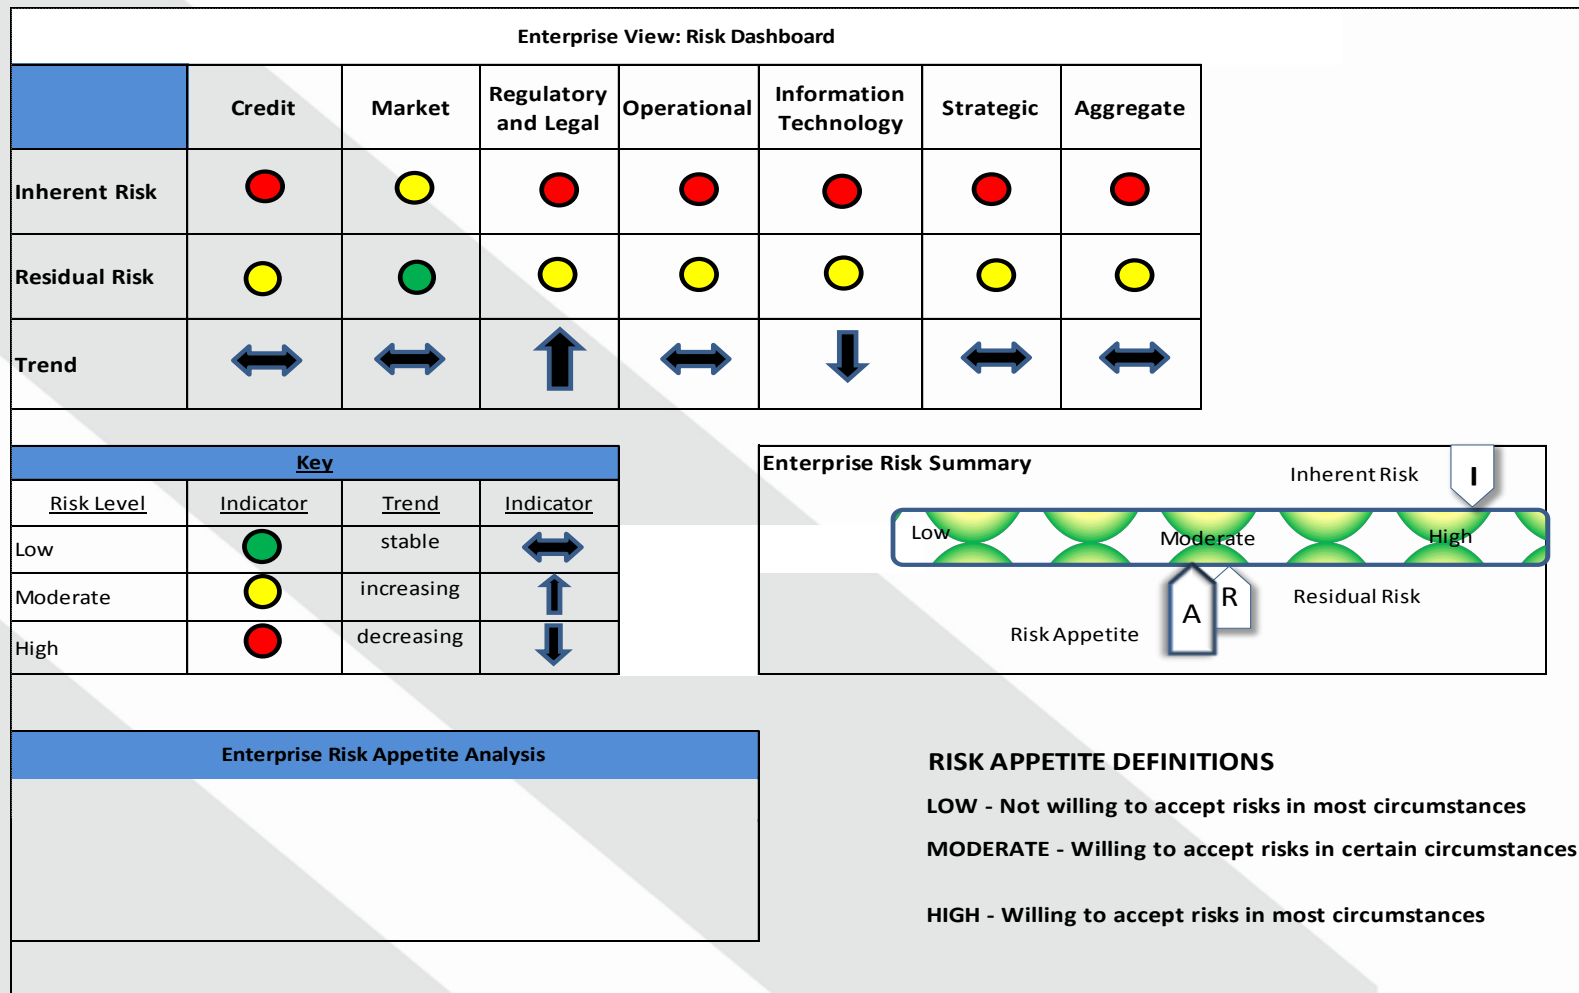 Enterprise View: Risk Dashboard
Credit Market Regulatory and Legal Operational Information Technology Strategic Aggregate
Inherent Risk
Residual Risk
Trend
Key
Risk Level Indicator Trend Indicator
Low stable
Moderate increasing
High decreasing
Enterprise Risk Summary
Inherent Risk I
Low Moderate High
A R Residual Risk
Risk Appetite
Enterprise Risk Appetite Analysis
RISK APPETITE DEFINITIONS
LOW - Not willing to accept risks in most circumstances
MODERATE - Willing to accept risks in certain circumstances
HIGH - Willing to accept risks in most circumstances